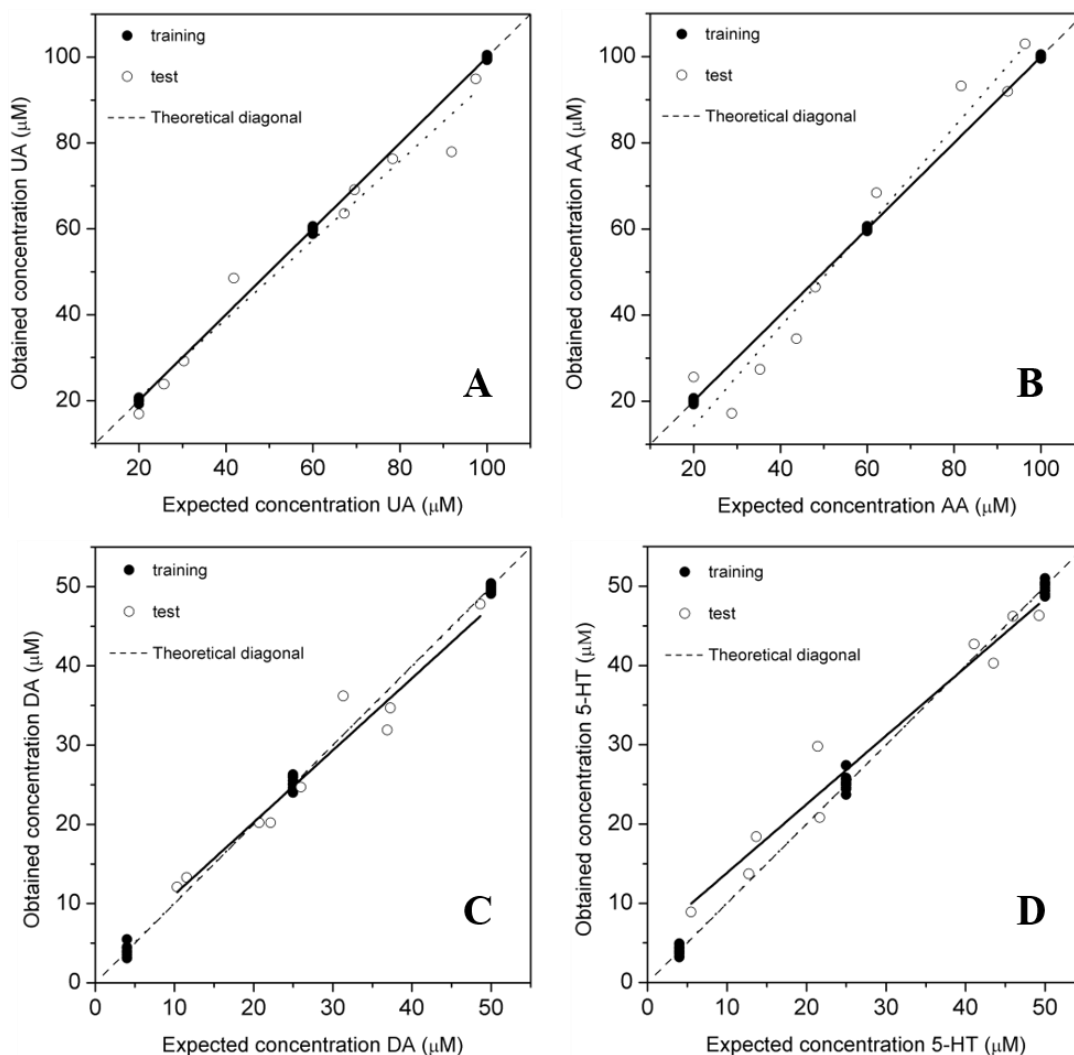 training
test
Theoretical diagonal
100
80
60
40
20
Obtained concentration UA (μM)
A
20 40 60 80 100
Expected concentration UA (μM)
training
test
Theoretical diagonal
100
80
60
40
20
Obtained concentration AA (μM)
B
20 40 60 80 100
Expected concentration AA (μM)
training
test
Theoretical diagonal
50
40
30
20
10
0
Obtained concentration DA (μM)
C
0 10 20 30 40 50
Expected concentration DA (μM)
training
test
Theoretical diagonal
50
40
30
20
10
0
Obtained concentration 5-HT (μM)
D
0 10 20 30 40 50
Expected concentration 5-HT (μM)